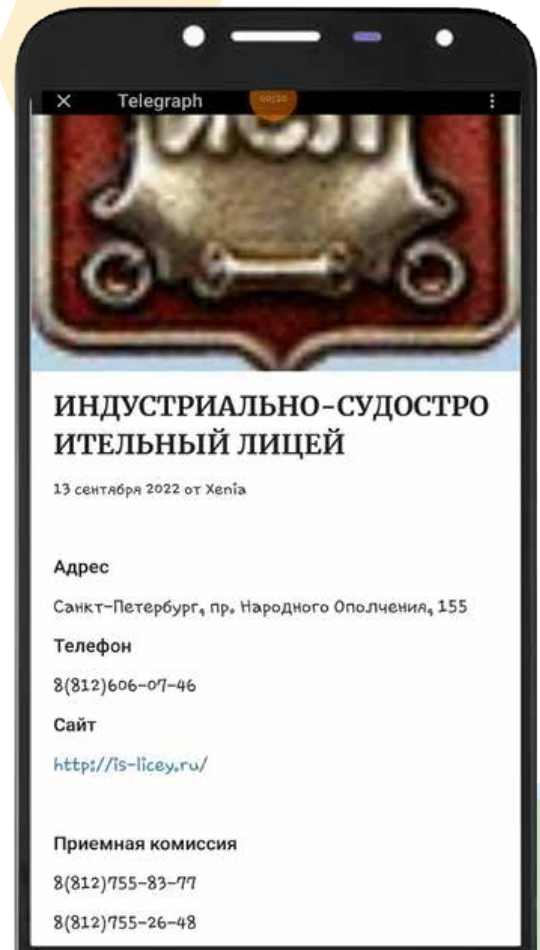 Telegraph
00:20
ИНДУСТРИАЛЬНО-СУДОСТРО
ИТЕЛЬНЫЙ ЛИЦЕЙ
13 сентября 2022 от Xenia
Адрес
Санкт-Петербург, пр. Народного Ополчения, 155
Телефон
8(812)606-07-46
Сайт
http://is-licey.ru/
Приемная комиссия
8(812)755-83-77
8(812)755-26-48